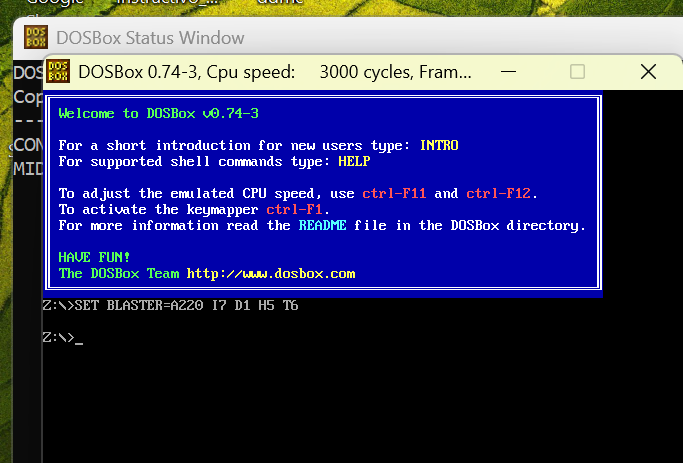 Google
DOSBox Status Window
DOSBox 0.74-3, Cpu speed: 3000 cycles, Fram...
DOS
Cop
---
CON
MID
Welcome to DOSBox v0.74-3
For a short introduction for new users type: INTRO
For supported shell commands type: HELP
To adjust the emulated CPU speed, use ctrl-F11 and ctrl-F12.
To activate the keymapper ctrl-F1.
For more information read the README file in the DOSBox directory.
HAVE FUN!
The DOSBox Team http://www.dosbox.com
Z:\>SET BLASTER=A220 I7 D1 H5 T6
Z:\>_